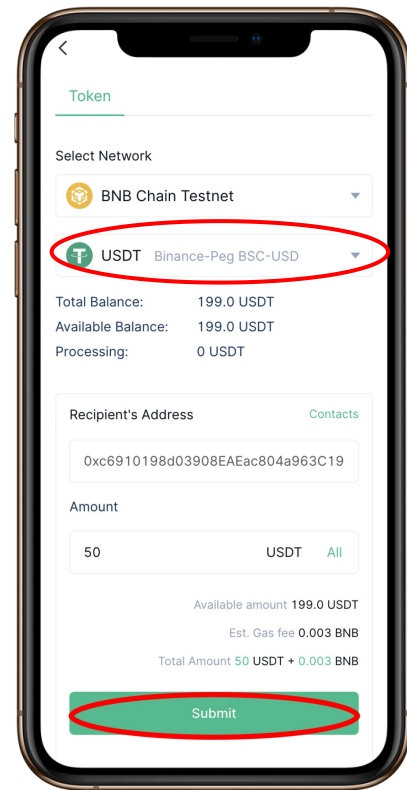 Token
Select Network
BNB Chain Testnet
USDT Binance-Peg BSC-USD
Total Balance: 199.0 USDT
Available Balance: 199.0 USDT
Processing: 0 USDT
Recipient's Address Contacts
0xc6910198d03908EAEac804a963C19
Amount
50 USDT All
Available amount 199.0 USDT
Est. Gas fee 0.003 BNB
Total Amount 50 USDT + 0.003 BNB
Submit